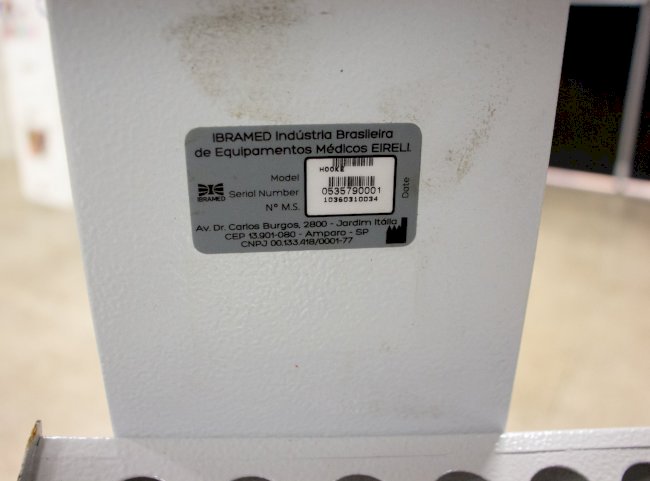 IBRAMED Indústria Brasileira
de Equipamentos Médicos EIRELI.
Model HOOKE
Serial Number 0535790001
Nº M.S. 10360310034
Date
IBRAMED
Av. Dr. Carlos Burgos, 2800 - Jardim Itália
CEP 13.901-080 - Amparo - SP
CNPJ 00.133.418/0001-77